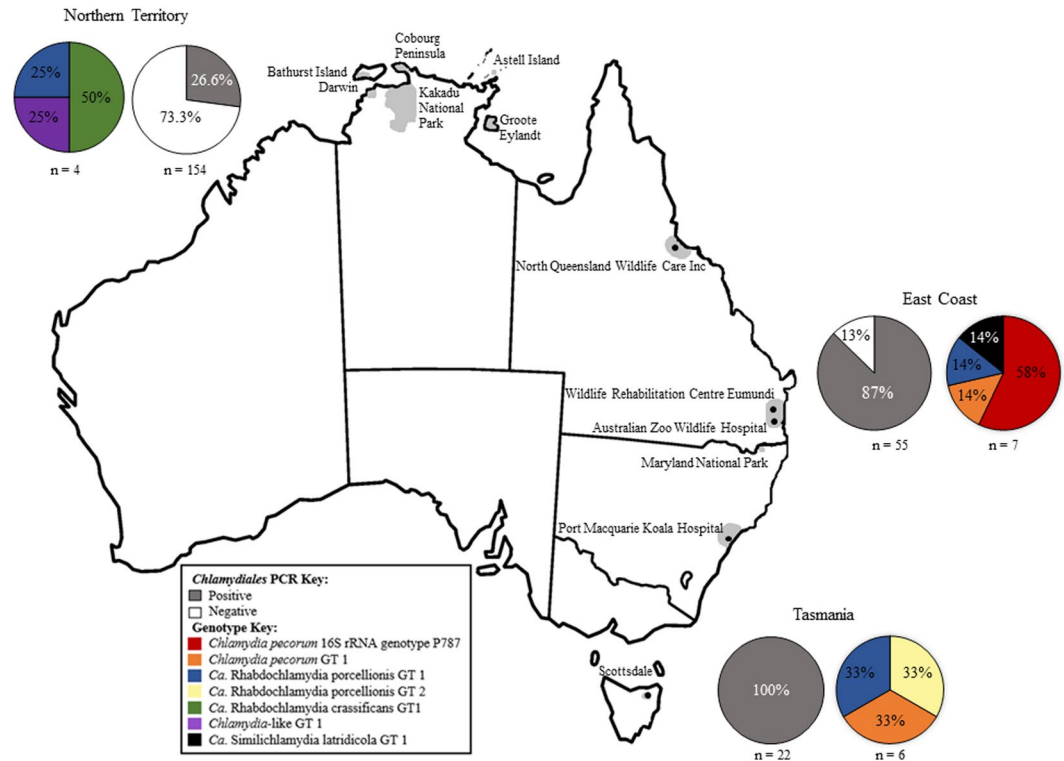 Northern Territory
25%
50%
25%
n = 4
26.6%
73.3%
n = 154
Cobourg
Peninsula
Astell Island
Bathurst Island
Darwin
Kakadu
National
Park
Groote
Eylandt
North Queensland Wildlife Care Inc
East Coast
13%
87%
n = 55
14%
14%
14%
58%
n = 7
Wildlife Rehabilitation Centre Eumundi
Australian Zoo Wildlife Hospital
Maryland National Park
Port Macquarie Koala Hospital
Chlamydiales PCR Key:
Positive
Negative
Genotype Key:
Chlamydia pecorum 16S rRNA genotype P787
Chlamydia pecorum GT 1
Ca. Rhabdochlamydia porcellionis GT 1
Ca. Rhabdochlamydia porcellionis GT 2
Ca. Rhabdochlamydia crassificans GT1
Chlamydia-like GT 1
Ca. Similichlamydia latridicola GT 1
Tasmania
Scottsdale
100%
n = 22
33%
33%
33%
n = 6